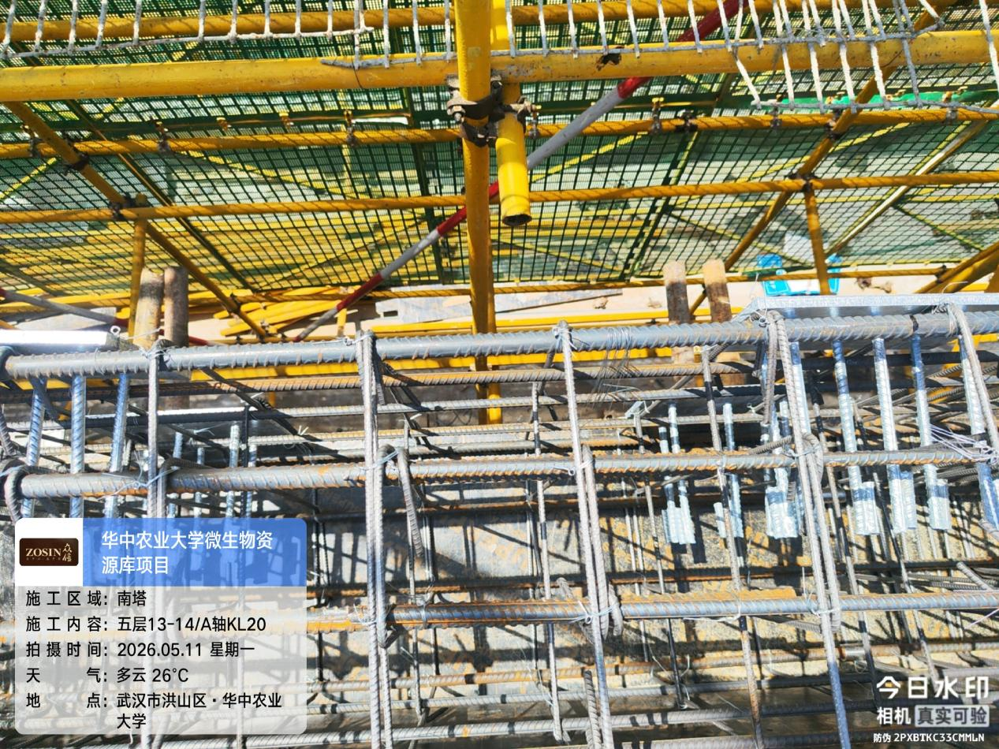 ZOSIN 众信
华中农业大学微生物资
源库项目
施工区域：南塔
施工内容：五层13-14/A轴KL20
拍摄时间：2026.05.11 星期一
天气：多云 26℃
地点：武汉市洪山区·华中农业
大学
今日水印
相机 真实可验
防伪 2PXBTKC33CMMLN